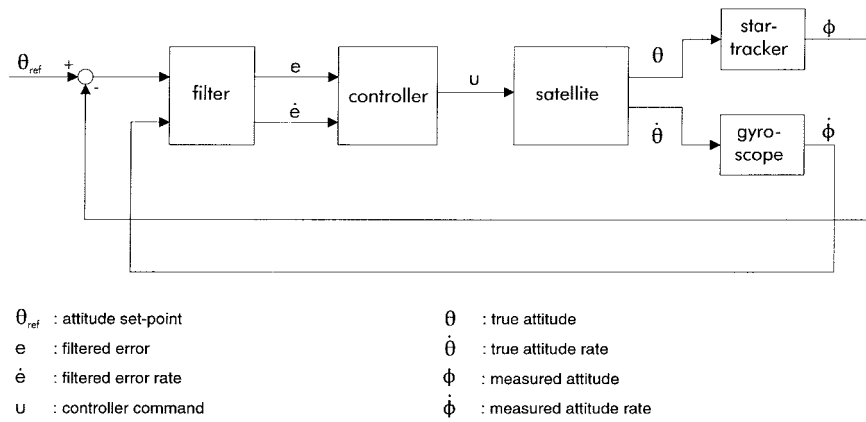 θref + -
filter
e
ė
controller
u
satellite
θ
θ̇
star-
tracker
ϕ
gyro-
scope
ϕ̇
θref : attitude set-point
e : filtered error
ė : filtered error rate
u : controller command
θ : true attitude
θ̇ : true attitude rate
ϕ : measured attitude
ϕ̇ : measured attitude rate